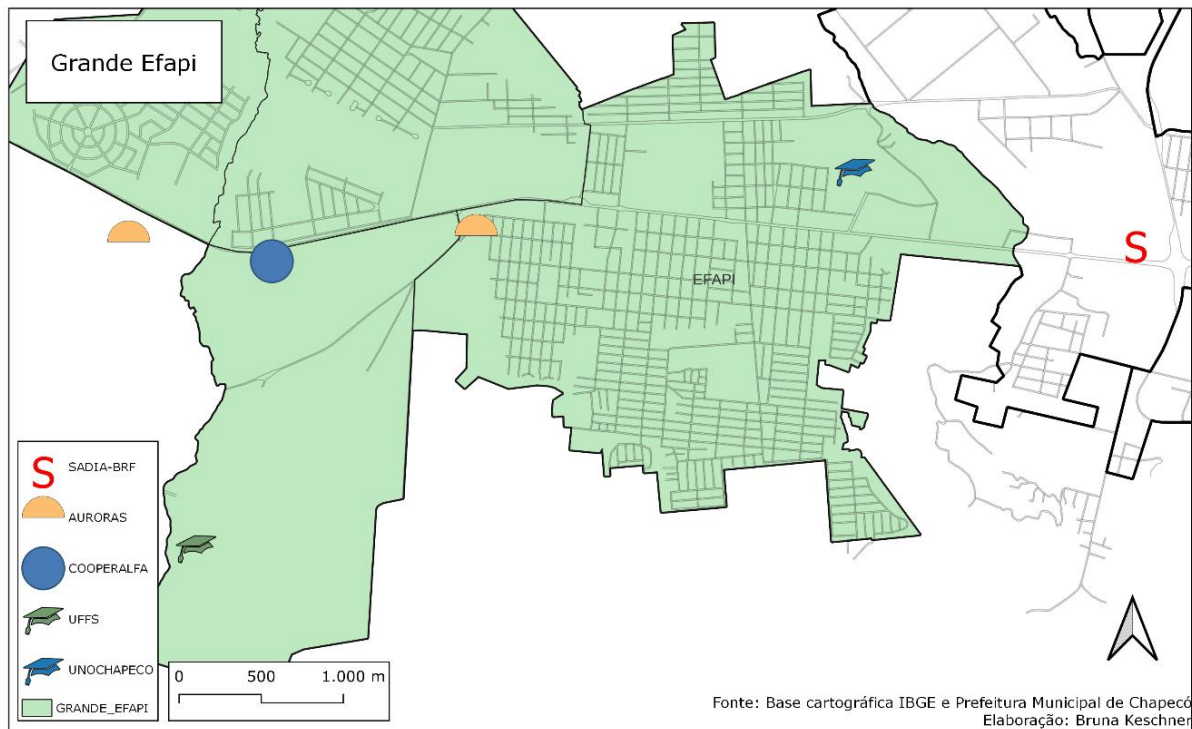 Grande Efapi
S
EFAPI
S SADIA-BRF
AURORAS
COOPERALFA
UFFS
UNOCHAPECO
GRANDE_EFAPI
0 500 1.000 m
Fonte: Base cartográfica IBGE e Prefeitura Municipal de Chapecó
Elaboração: Bruna Keschner